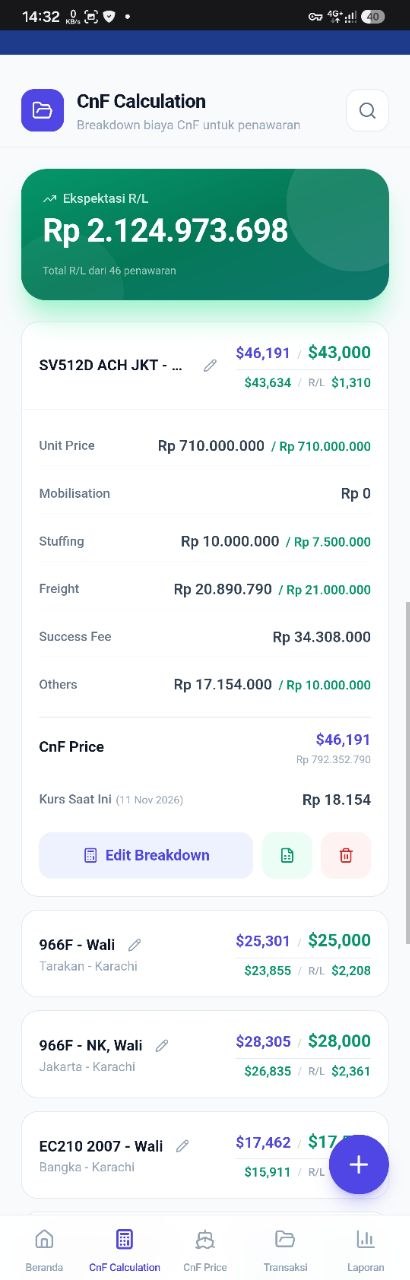 14:32 0 KB/s 4G+ 40
CnF Calculation
Breakdown biaya CnF untuk penawaran
Ekspektasi R/L
Rp 2.124.973.698
Total R/L dari 46 penawaran
SV512D ACH JKT - ... $46,191 / $43,000
$43,634 / R/L $1,310
Unit Price Rp 710.000.000 / Rp 710.000.000
Mobilisation Rp 0
Stuffing Rp 10.000.000 / Rp 7.500.000
Freight Rp 20.890.790 / Rp 21.000.000
Success Fee Rp 34.308.000
Others Rp 17.154.000 / Rp 10.000.000
CnF Price $46,191
Rp 792.352.790
Kurs Saat Ini (11 Nov 2026) Rp 18.154
Edit Breakdown
966F - Wali $25,301 / $25,000
Tarakan - Karachi $23,855 / R/L $2,208
966F - NK, Wali $28,305 / $28,000
Jakarta - Karachi $26,835 / R/L $2,361
EC210 2007 - Wali $17,462 /
Bangka - Karachi $15,911 / R/L
Beranda CnF Calculation CnF Price Transaksi Laporan